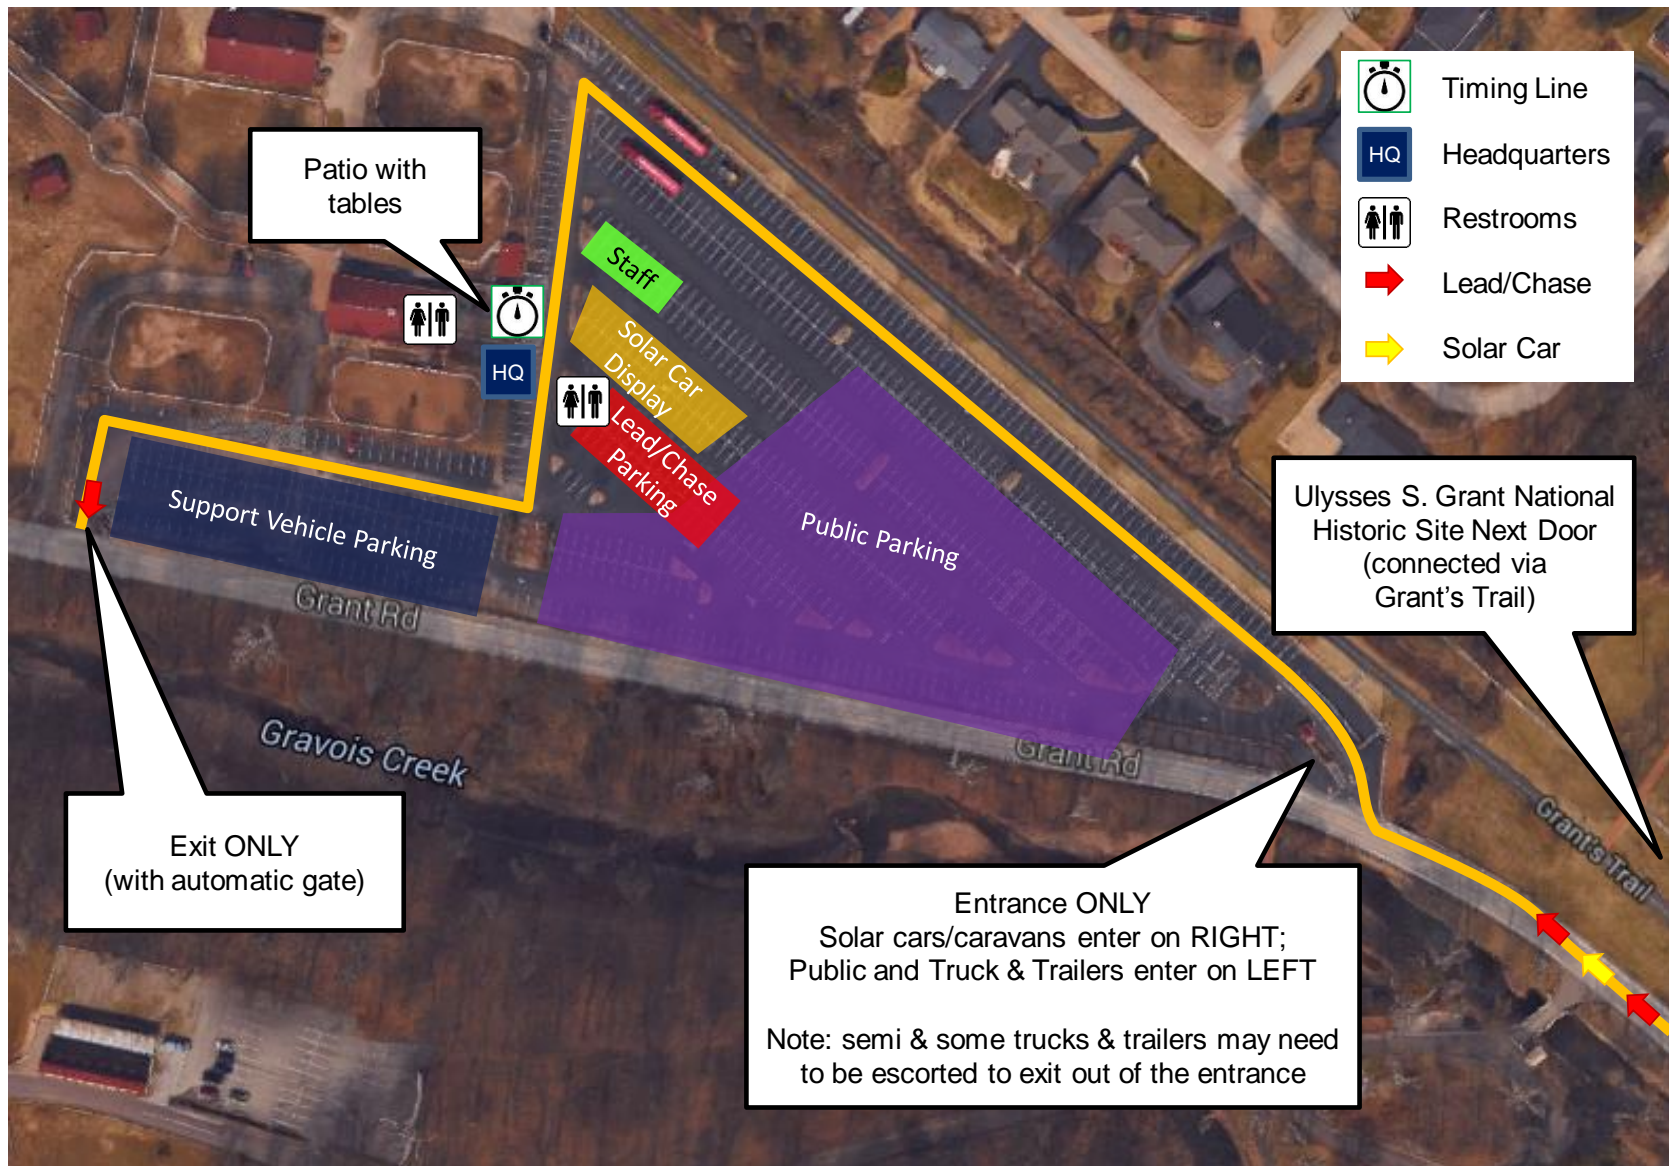 Timing Line
HQ
Headquarters
Restrooms
Lead/Chase
Solar Car
Patio with
tables
Staff
Solar Car
Display
HQ
Lead/Chase
Parking
Support Vehicle Parking
Public Parking
Ulysses S. Grant National
Historic Site Next Door
(connected via
Grant’s Trail)
Grant Rd
Gravois Creek
Grant Rd
Grant's Trail
Exit ONLY
(with automatic gate)
Entrance ONLY
Solar cars/caravans enter on RIGHT;
Public and Truck & Trailers enter on LEFT
Note: semi & some trucks & trailers may need
to be escorted to exit out of the entrance